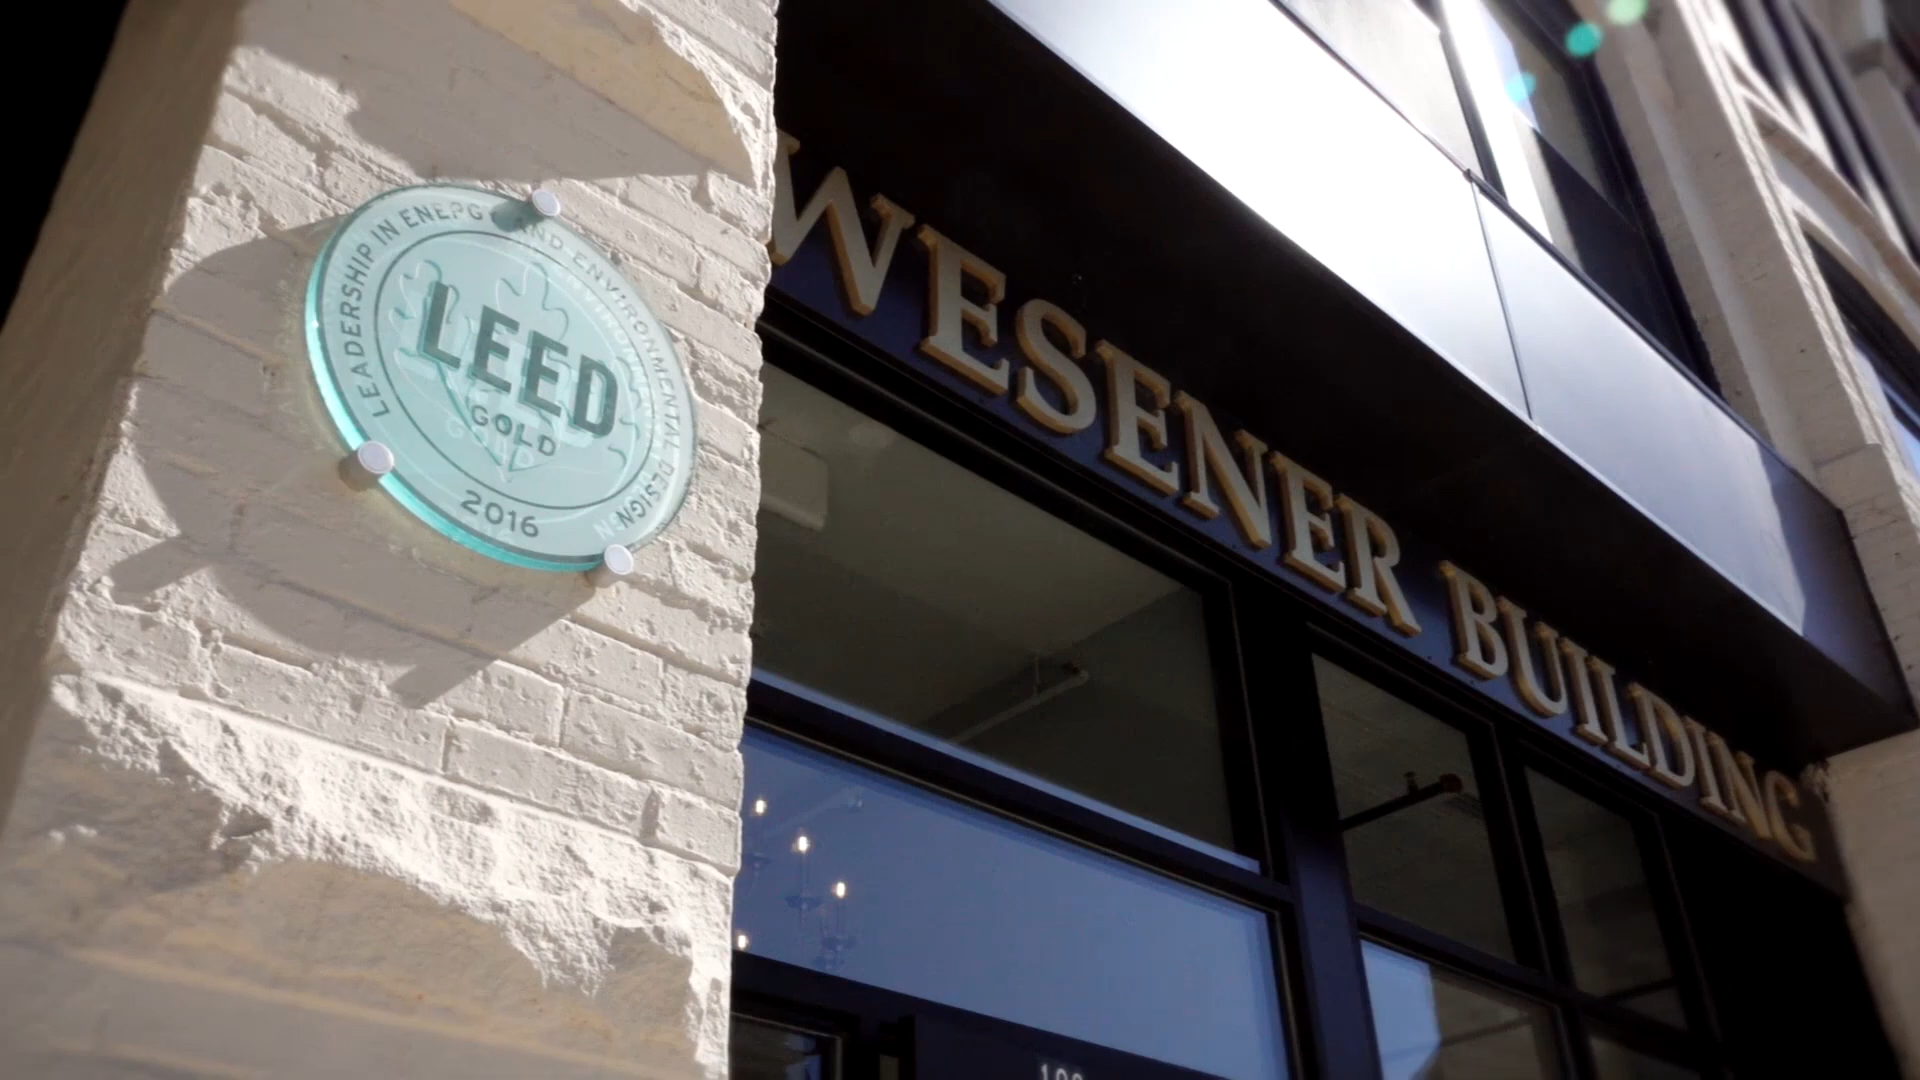 LEADERSHIP IN ENERGY AND ENVIRONMENTAL DESIGN
LEED
GOLD
2016
WESENER BUILDING